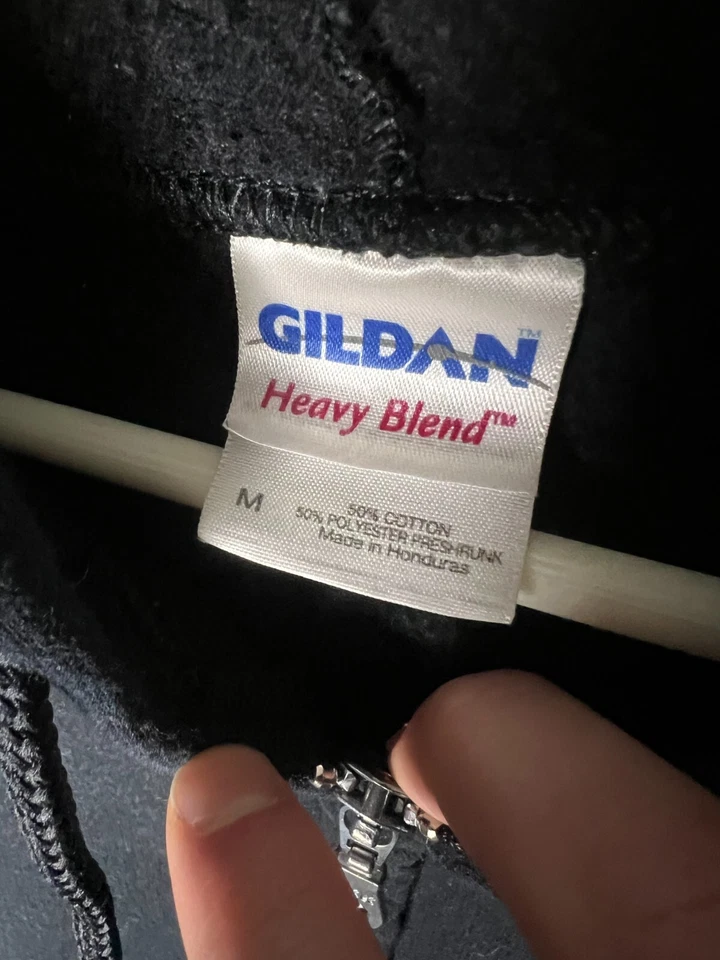 GILDAN™
Heavy Blend™
M
50% COTTON
50% POLYESTER PRESHRUNK
Made in Honduras